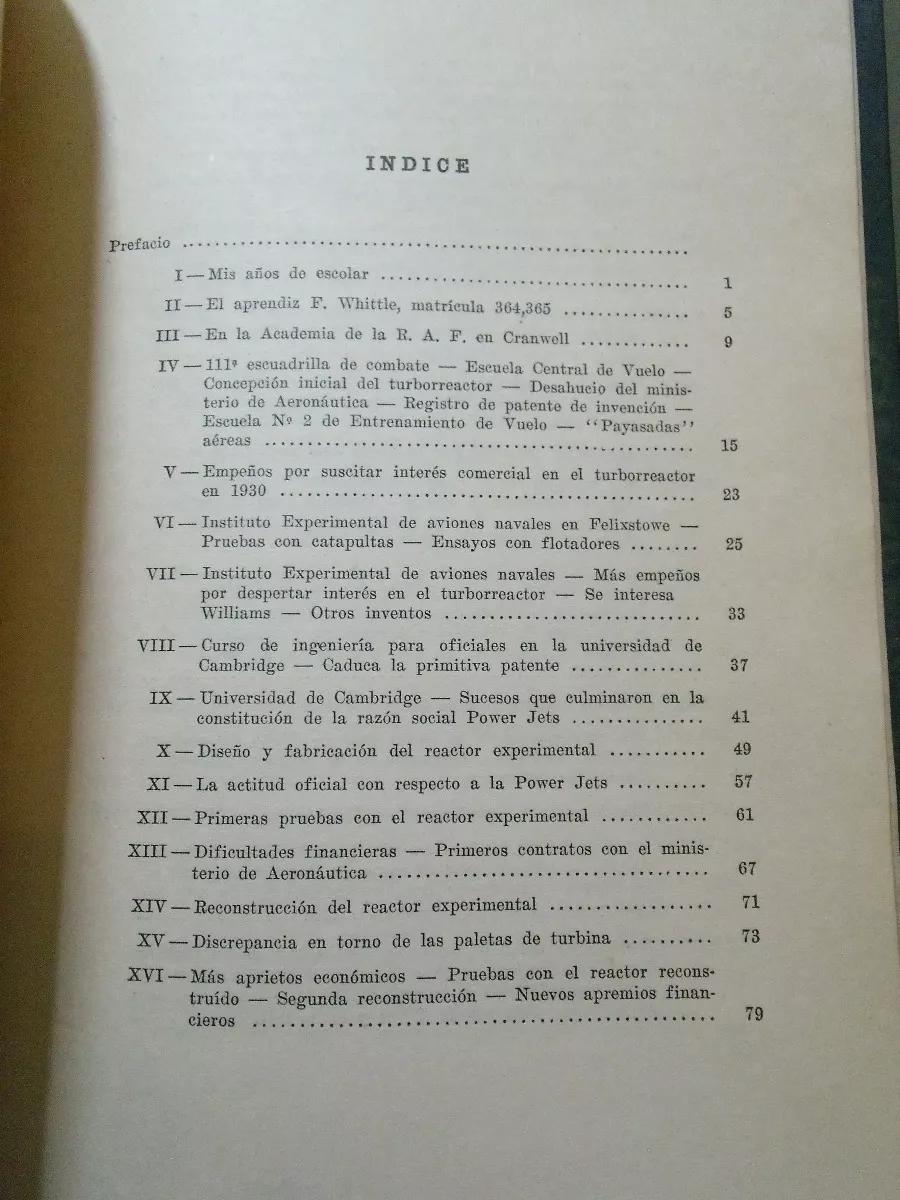 INDICE
Prefacio ................................................................
I — Mis años de escolar ........................................ 1
II — El aprendiz F. Whittle, matrícula 364,365 ............... 5
III — En la Academia de la R. A. F. en Cranwell ............. 9
IV — 111ª escuadrilla de combate — Escuela Central de Vuelo —
Concepción inicial del turborreactor — Desahucio del minis-
terio de Aeronáutica — Registro de patente de invención —
Escuela Nº 2 de Entrenamiento de Vuelo — “Payasadas”
aéreas ...................................................... 15
V — Empeños por suscitar interés comercial en el turborreactor
en 1930 ..................................................... 23
VI — Instituto Experimental de aviones navales en Felixstowe —
Pruebas con catapultas — Ensayos con flotadores ........ 25
VII — Instituto Experimental de aviones navales — Más empeños
por despertar interés en el turborreactor — Se interesa
Williams — Otros inventos ................................ 33
VIII — Curso de ingeniería para oficiales en la universidad de
Cambridge — Caduca la primitiva patente ............... 37
IX — Universidad de Cambridge — Sucesos que culminaron en la
constitución de la razón social Power Jets ............... 41
X — Diseño y fabricación del reactor experimental ........... 49
XI — La actitud oficial con respecto a la Power Jets .......... 57
XII — Primeras pruebas con el reactor experimental ............ 61
XIII — Dificultades financieras — Primeros contratos con el minis-
terio de Aeronáutica ....................................... 67
XIV — Reconstrucción del reactor experimental .................. 71
XV — Discrepancia en torno de las paletas de turbina .......... 73
XVI — Más aprietos económicos — Pruebas con el reactor recons-
truído — Segunda reconstrucción — Nuevos apremios finan-
cieros ...................................................... 79